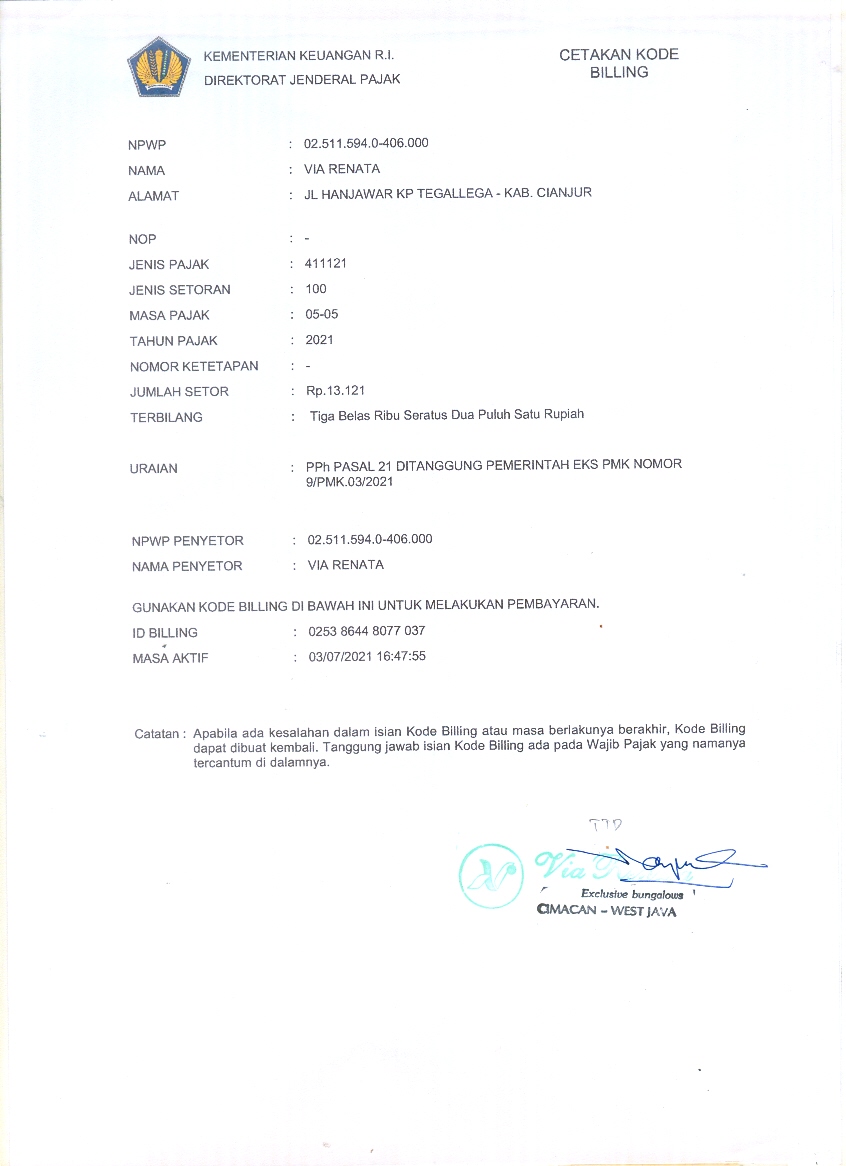 KEMENTERIAN KEUANGAN R.I.
DIREKTORAT JENDERAL PAJAK
CETAKAN KODE
BILLING
NPWP : 02.511.594.0-406.000
NAMA : VIA RENATA
ALAMAT : JL HANJAWAR KP TEGALLEGA - KAB. CIANJUR
NOP : -
JENIS PAJAK : 411121
JENIS SETORAN : 100
MASA PAJAK : 05-05
TAHUN PAJAK : 2021
NOMOR KETETAPAN : -
JUMLAH SETOR : Rp.13.121
TERBILANG : Tiga Belas Ribu Seratus Dua Puluh Satu Rupiah
URAIAN : PPh PASAL 21 DITANGGUNG PEMERINTAH EKS PMK NOMOR
9/PMK.03/2021
NPWP PENYETOR : 02.511.594.0-406.000
NAMA PENYETOR : VIA RENATA
GUNAKAN KODE BILLING DI BAWAH INI UNTUK MELAKUKAN PEMBAYARAN.
ID BILLING : 0253 8644 8077 037
MASA AKTIF : 03/07/2021 16:47:55
Catatan : Apabila ada kesalahan dalam isian Kode Billing atau masa berlakunya berakhir, Kode Billing
dapat dibuat kembali. Tanggung jawab isian Kode Billing ada pada Wajib Pajak yang namanya
tercantum di dalamnya.
TTD
Via
Exclusive bungalows
CIMACAN - WEST JAVA